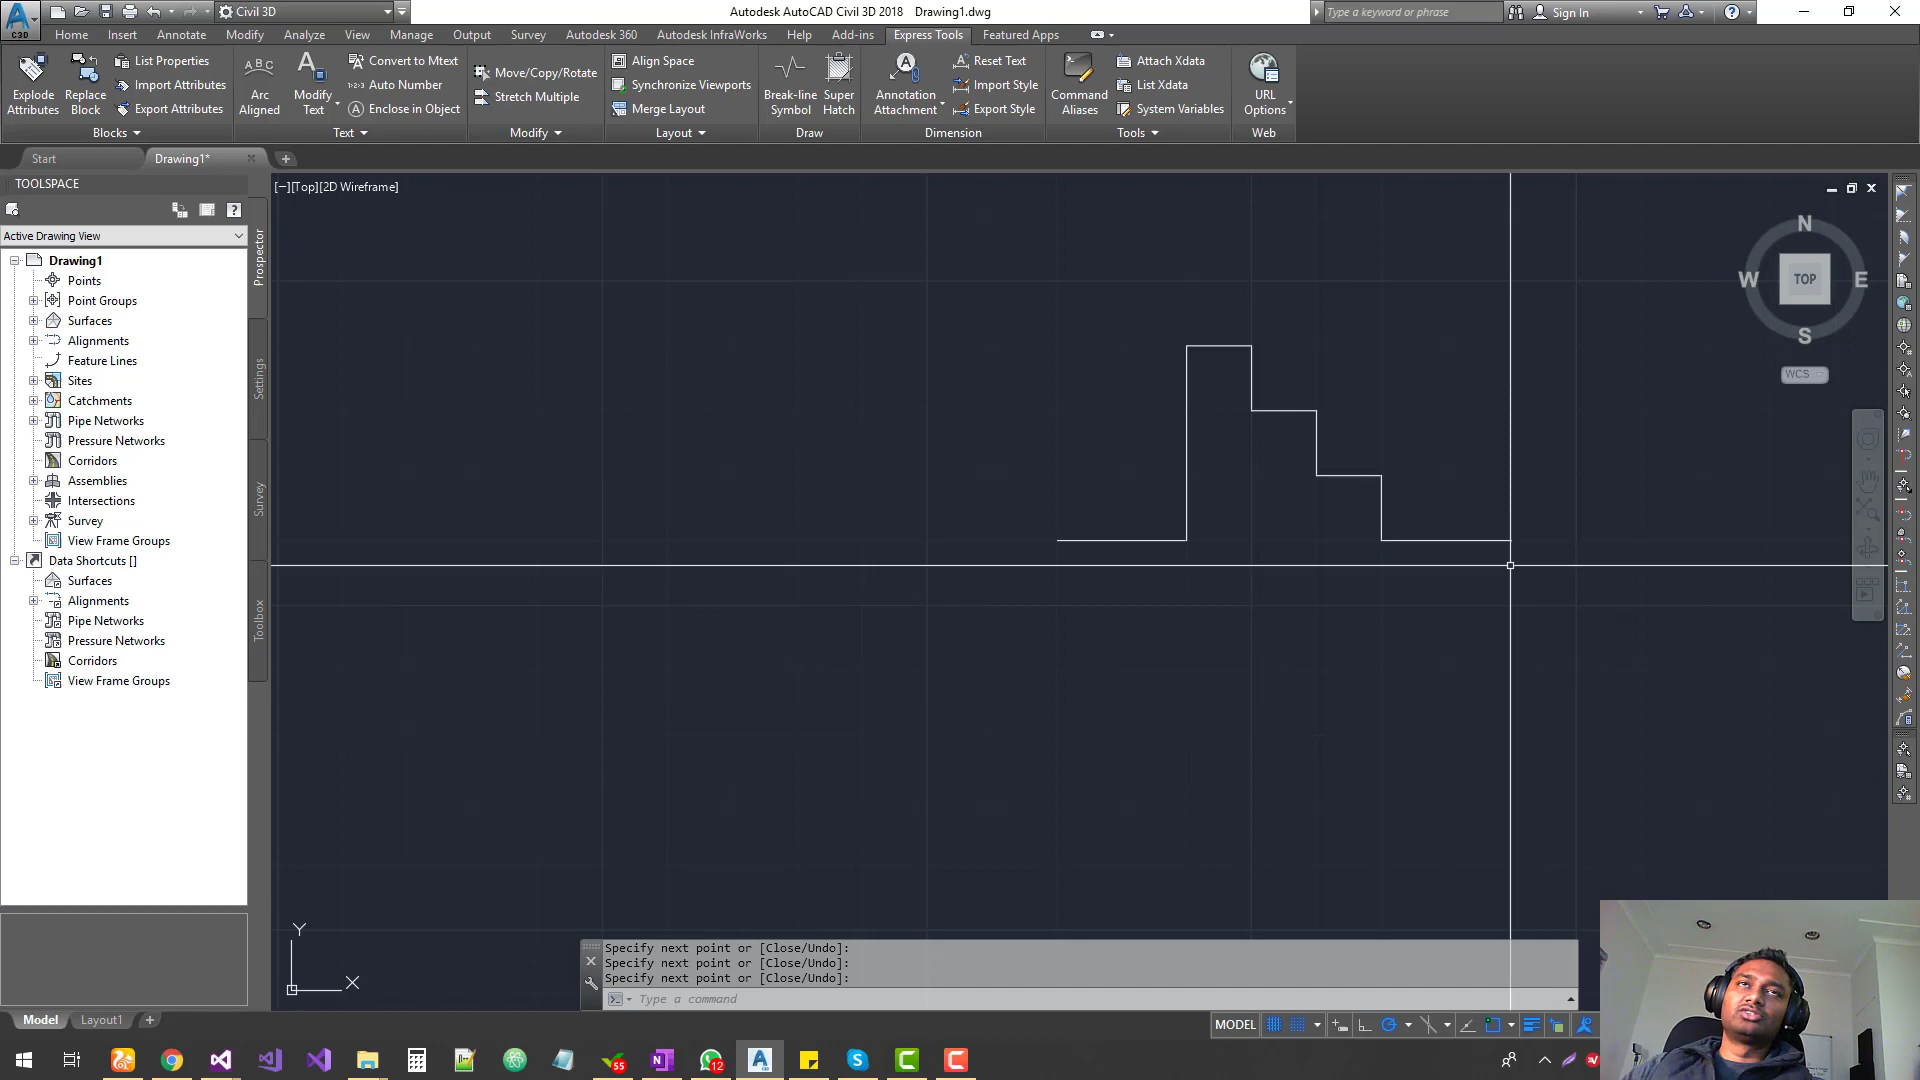 C3D
Civil 3D
Autodesk AutoCAD Civil 3D 2018 Drawing1.dwg
Type a keyword or phrase
Sign In
Home Insert Annotate Modify Analyze View Manage Output Survey Autodesk 360 Autodesk InfraWorks Help Add-ins Express Tools Featured Apps
Explode Attributes
Replace Block
List Properties
Import Attributes
Export Attributes
Blocks
ABC
Arc Aligned
A
Modify Text
Convert to Mtext
Auto Number
Enclose in Object
Text
Move/Copy/Rotate
Stretch Multiple
Modify
Align Space
Synchronize Viewports
Merge Layout
Layout
Break-line Symbol
Super Hatch
Draw
Annotation Attachment
Reset Text
Import Style
Export Style
Dimension
Command Aliases
Attach Xdata
List Xdata
System Variables
Tools
URL Options
Web
Start
Drawing1*
TOOLSPACE
Active Drawing View
Drawing1
Points
Point Groups
Surfaces
Alignments
Feature Lines
Sites
Catchments
Pipe Networks
Pressure Networks
Corridors
Assemblies
Intersections
Survey
View Frame Groups
Data Shortcuts []
Surfaces
Alignments
Pipe Networks
Pressure Networks
Corridors
View Frame Groups
Prospector
Settings
Survey
Toolbox
[−][Top][2D Wireframe]
N
W
TOP
E
S
WCS
Y
X
Specify next point or [Close/Undo]:
Specify next point or [Close/Undo]:
Specify next point or [Close/Undo]:
Type a command
Model
Layout1
MODEL
55
12